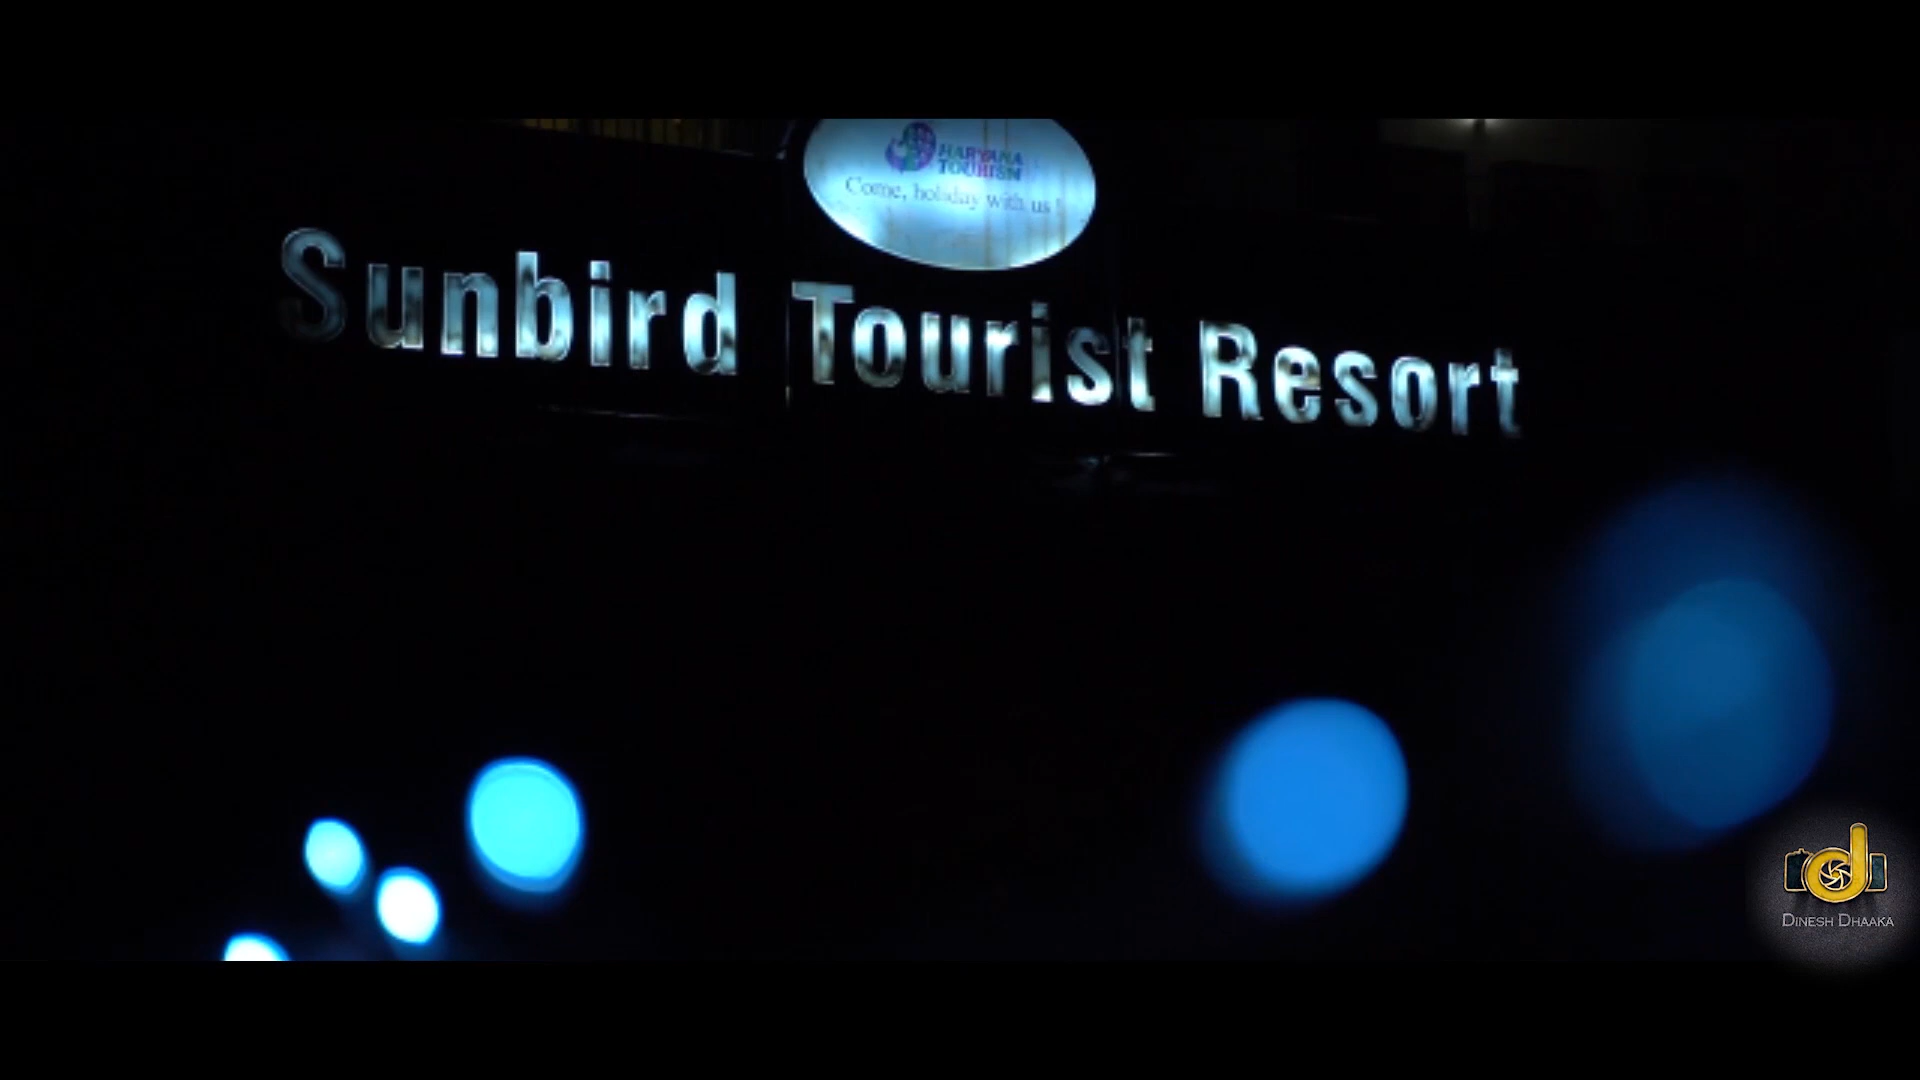 HARYANA
TOURISM
Come, holiday with us !
Sunbird Tourist Resort
DINESH DHAAKA